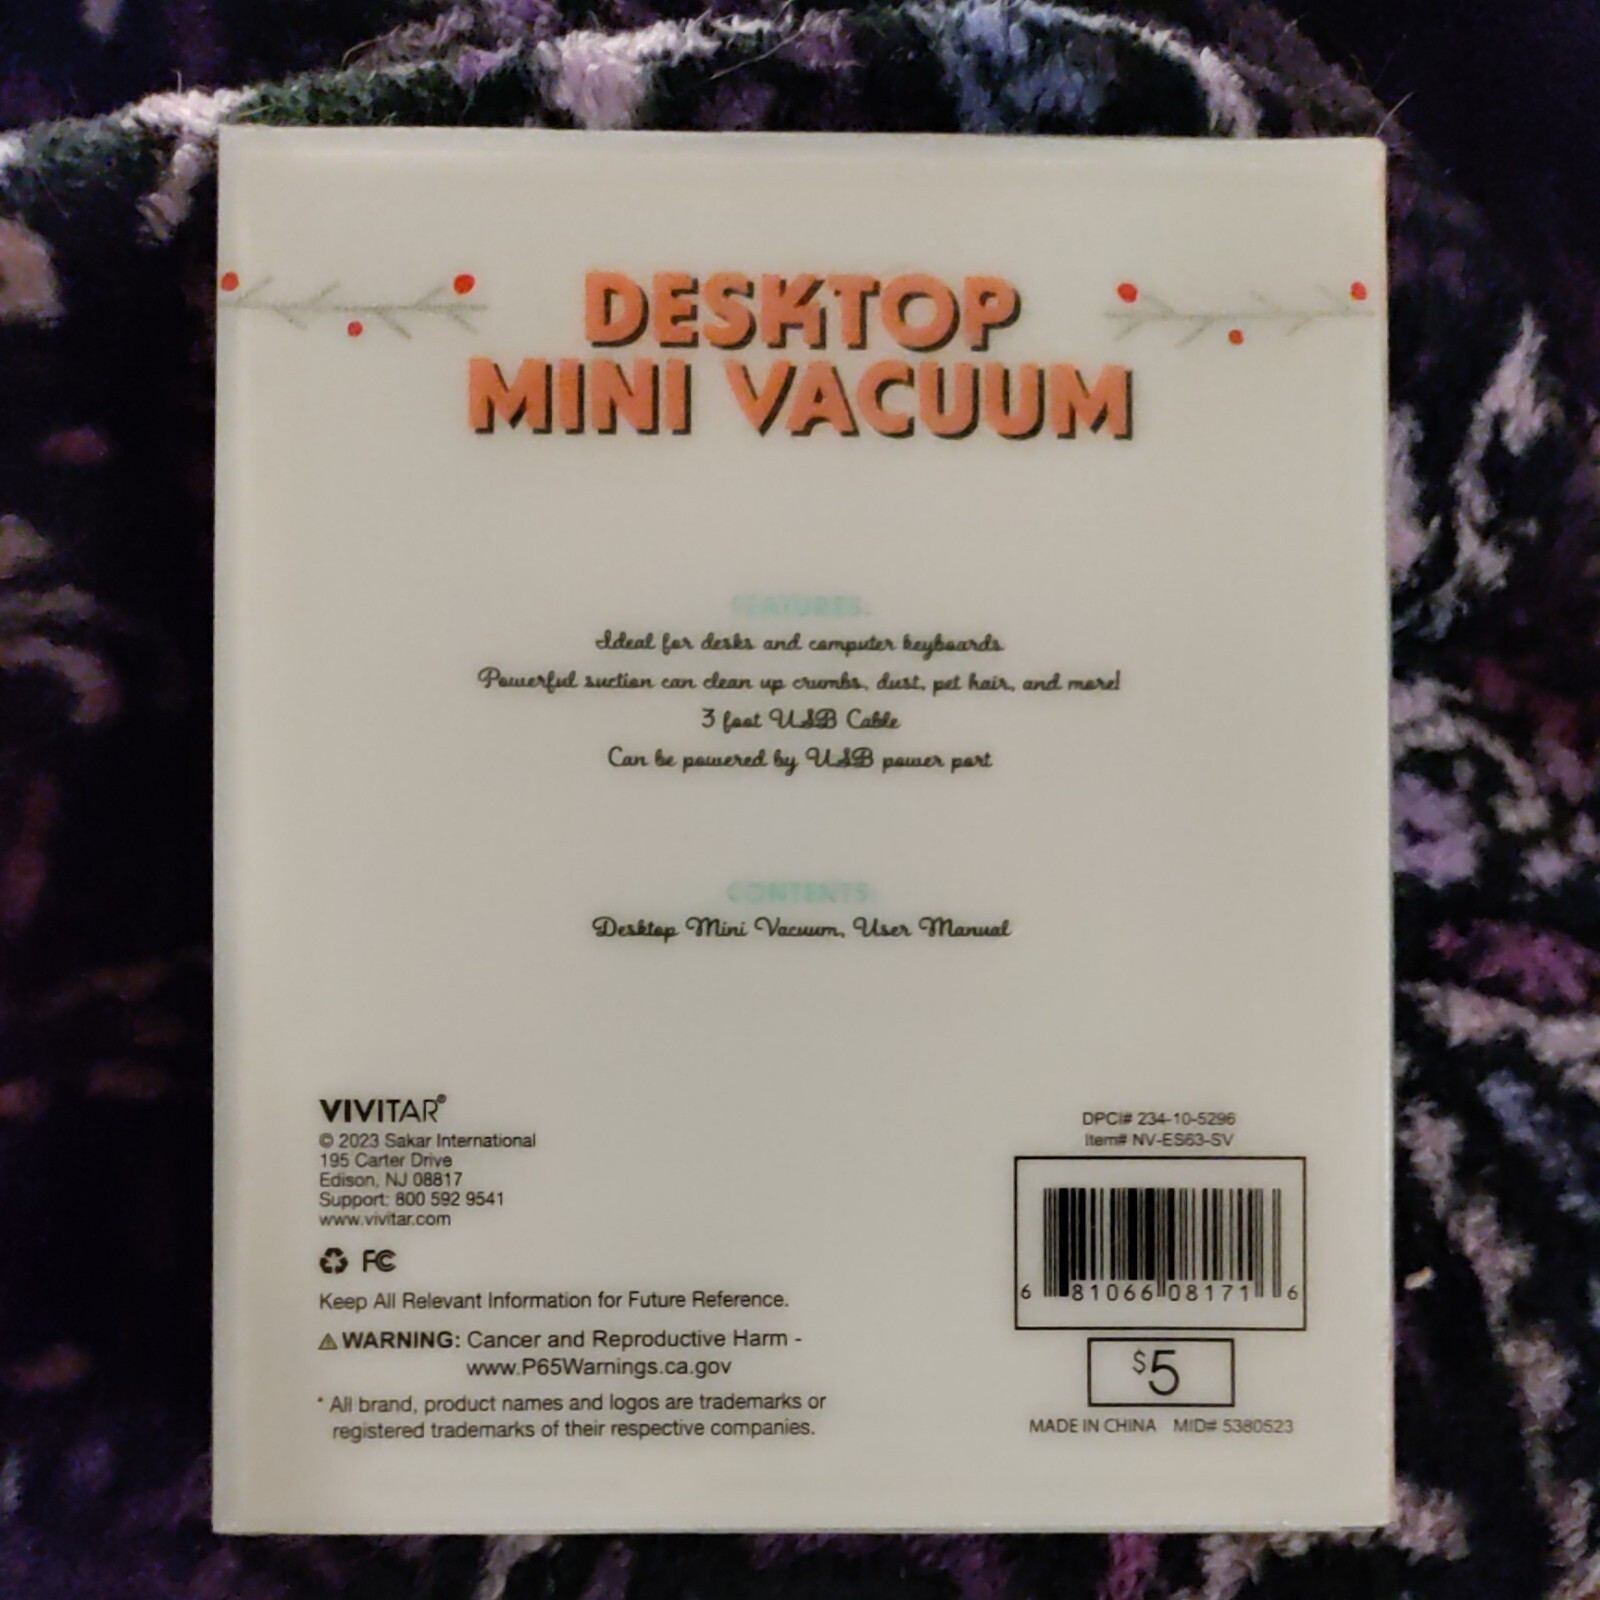 DESKTOP
MINI VACUUM
FEATURES:
Ideal for desks and computer keyboards
Powerful suction can clean up crumbs, dust, pet hair, and more!
3 foot USB Cable
Can be powered by USB power port
CONTENTS:
Desktop Mini Vacuum, User Manual
VIVITAR®
© 2023 Sakar International
195 Carter Drive
Edison, NJ 08817
Support: 800 592 9541
www.vivitar.com
FC
Keep All Relevant Information for Future Reference.
⚠ WARNING: Cancer and Reproductive Harm -
www.P65Warnings.ca.gov
* All brand, product names and logos are trademarks or
registered trademarks of their respective companies.
DPCI# 234-10-5296
Item# NV-ES63-SV
6 81066 08171 6
$5
MADE IN CHINA MID# 5380523